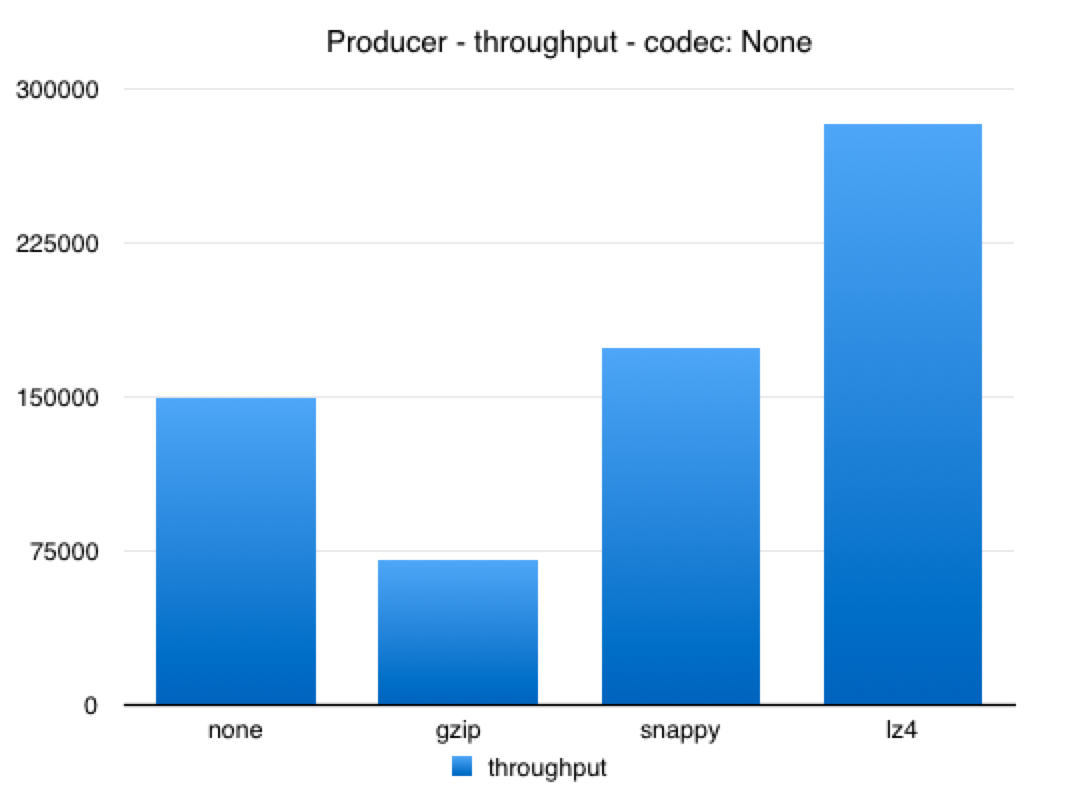 Producer - throughput - codec: None
300000
225000
150000
75000
0
none gzip snappy lz4
throughput